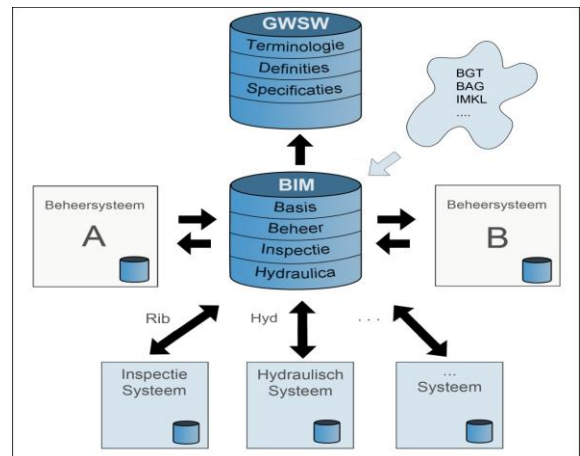 GWSW
Terminologie
Definities
Specificaties
BGT
BAG
IMKL
....
BIM
Basis
Beheer
Inspectie
Hydraulica
Beheersysteem
A
Beheersysteem
B
Rib
Hyd
. . .
Inspectie
Systeem
Hydraulisch
Systeem
...
Systeem